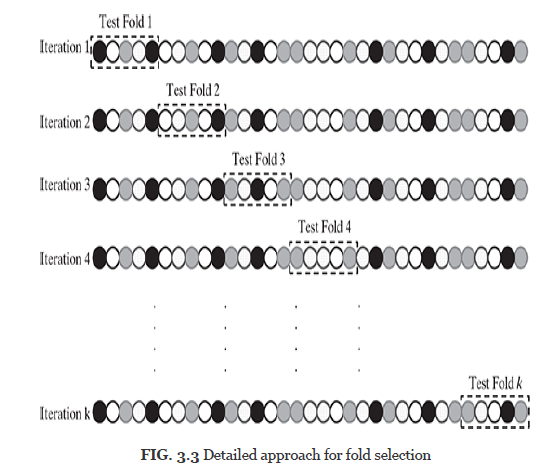 Test Fold 1
Iteration 1
Test Fold 2
Iteration 2
Test Fold 3
Iteration 3
Test Fold 4
Iteration 4
Test Fold k
Iteration k
FIG. 3.3 Detailed approach for fold selection